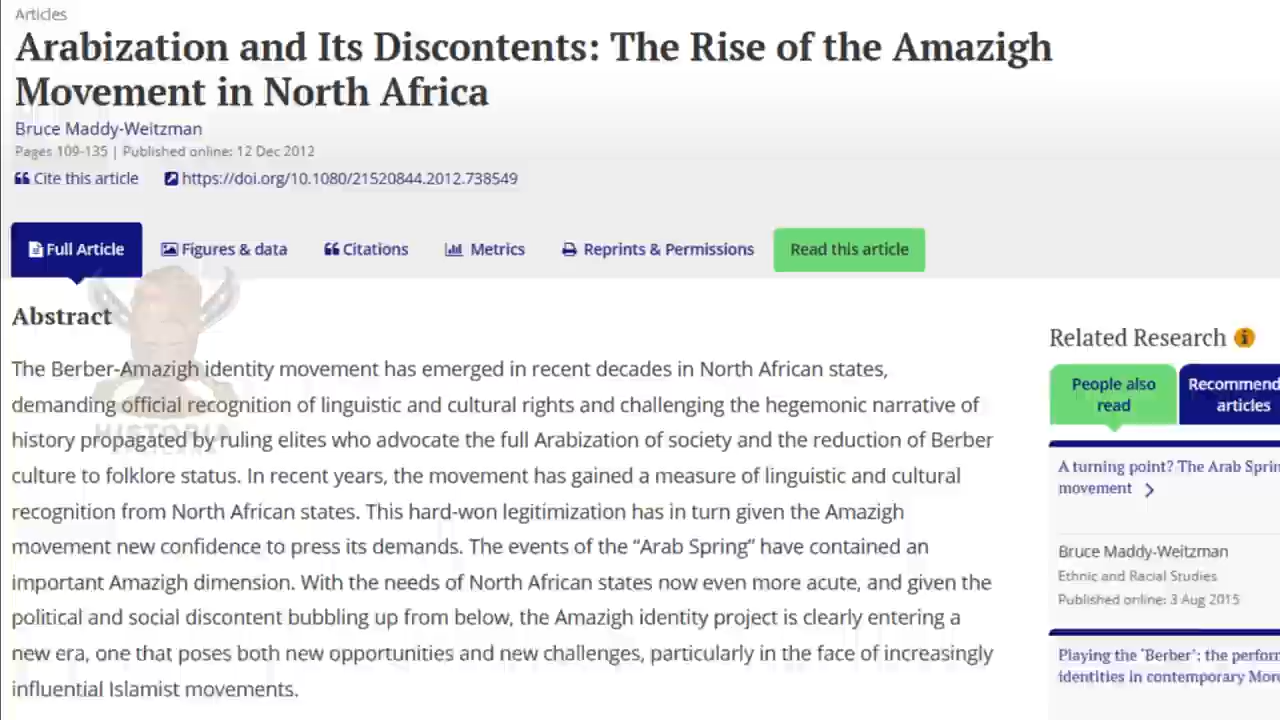 Articles
Arabization and Its Discontents: The Rise of the Amazigh
Movement in North Africa
Bruce Maddy-Weitzman
Pages 109-135 | Published online: 12 Dec 2012
Cite this article https://doi.org/10.1080/21520844.2012.738549
Full Article Figures & data Citations Metrics Reprints & Permissions Read this article
Abstract
The Berber-Amazigh identity movement has emerged in recent decades in North African states,
demanding official recognition of linguistic and cultural rights and challenging the hegemonic narrative of
history propagated by ruling elites who advocate the full Arabization of society and the reduction of Berber
culture to folklore status. In recent years, the movement has gained a measure of linguistic and cultural
recognition from North African states. This hard-won legitimization has in turn given the Amazigh
movement new confidence to press its demands. The events of the “Arab Spring” have contained an
important Amazigh dimension. With the needs of North African states now even more acute, and given the
political and social discontent bubbling up from below, the Amazigh identity project is clearly entering a
new era, one that poses both new opportunities and new challenges, particularly in the face of increasingly
influential Islamist movements.
HISTORIA
Related Research
People also
read
Recommend
articles
A turning point? The Arab Sprin
movement
Bruce Maddy-Weitzman
Ethnic and Racial Studies
Published online: 3 Aug 2015
Playing the ‘Berber’: the perform
identities in contemporary Mor